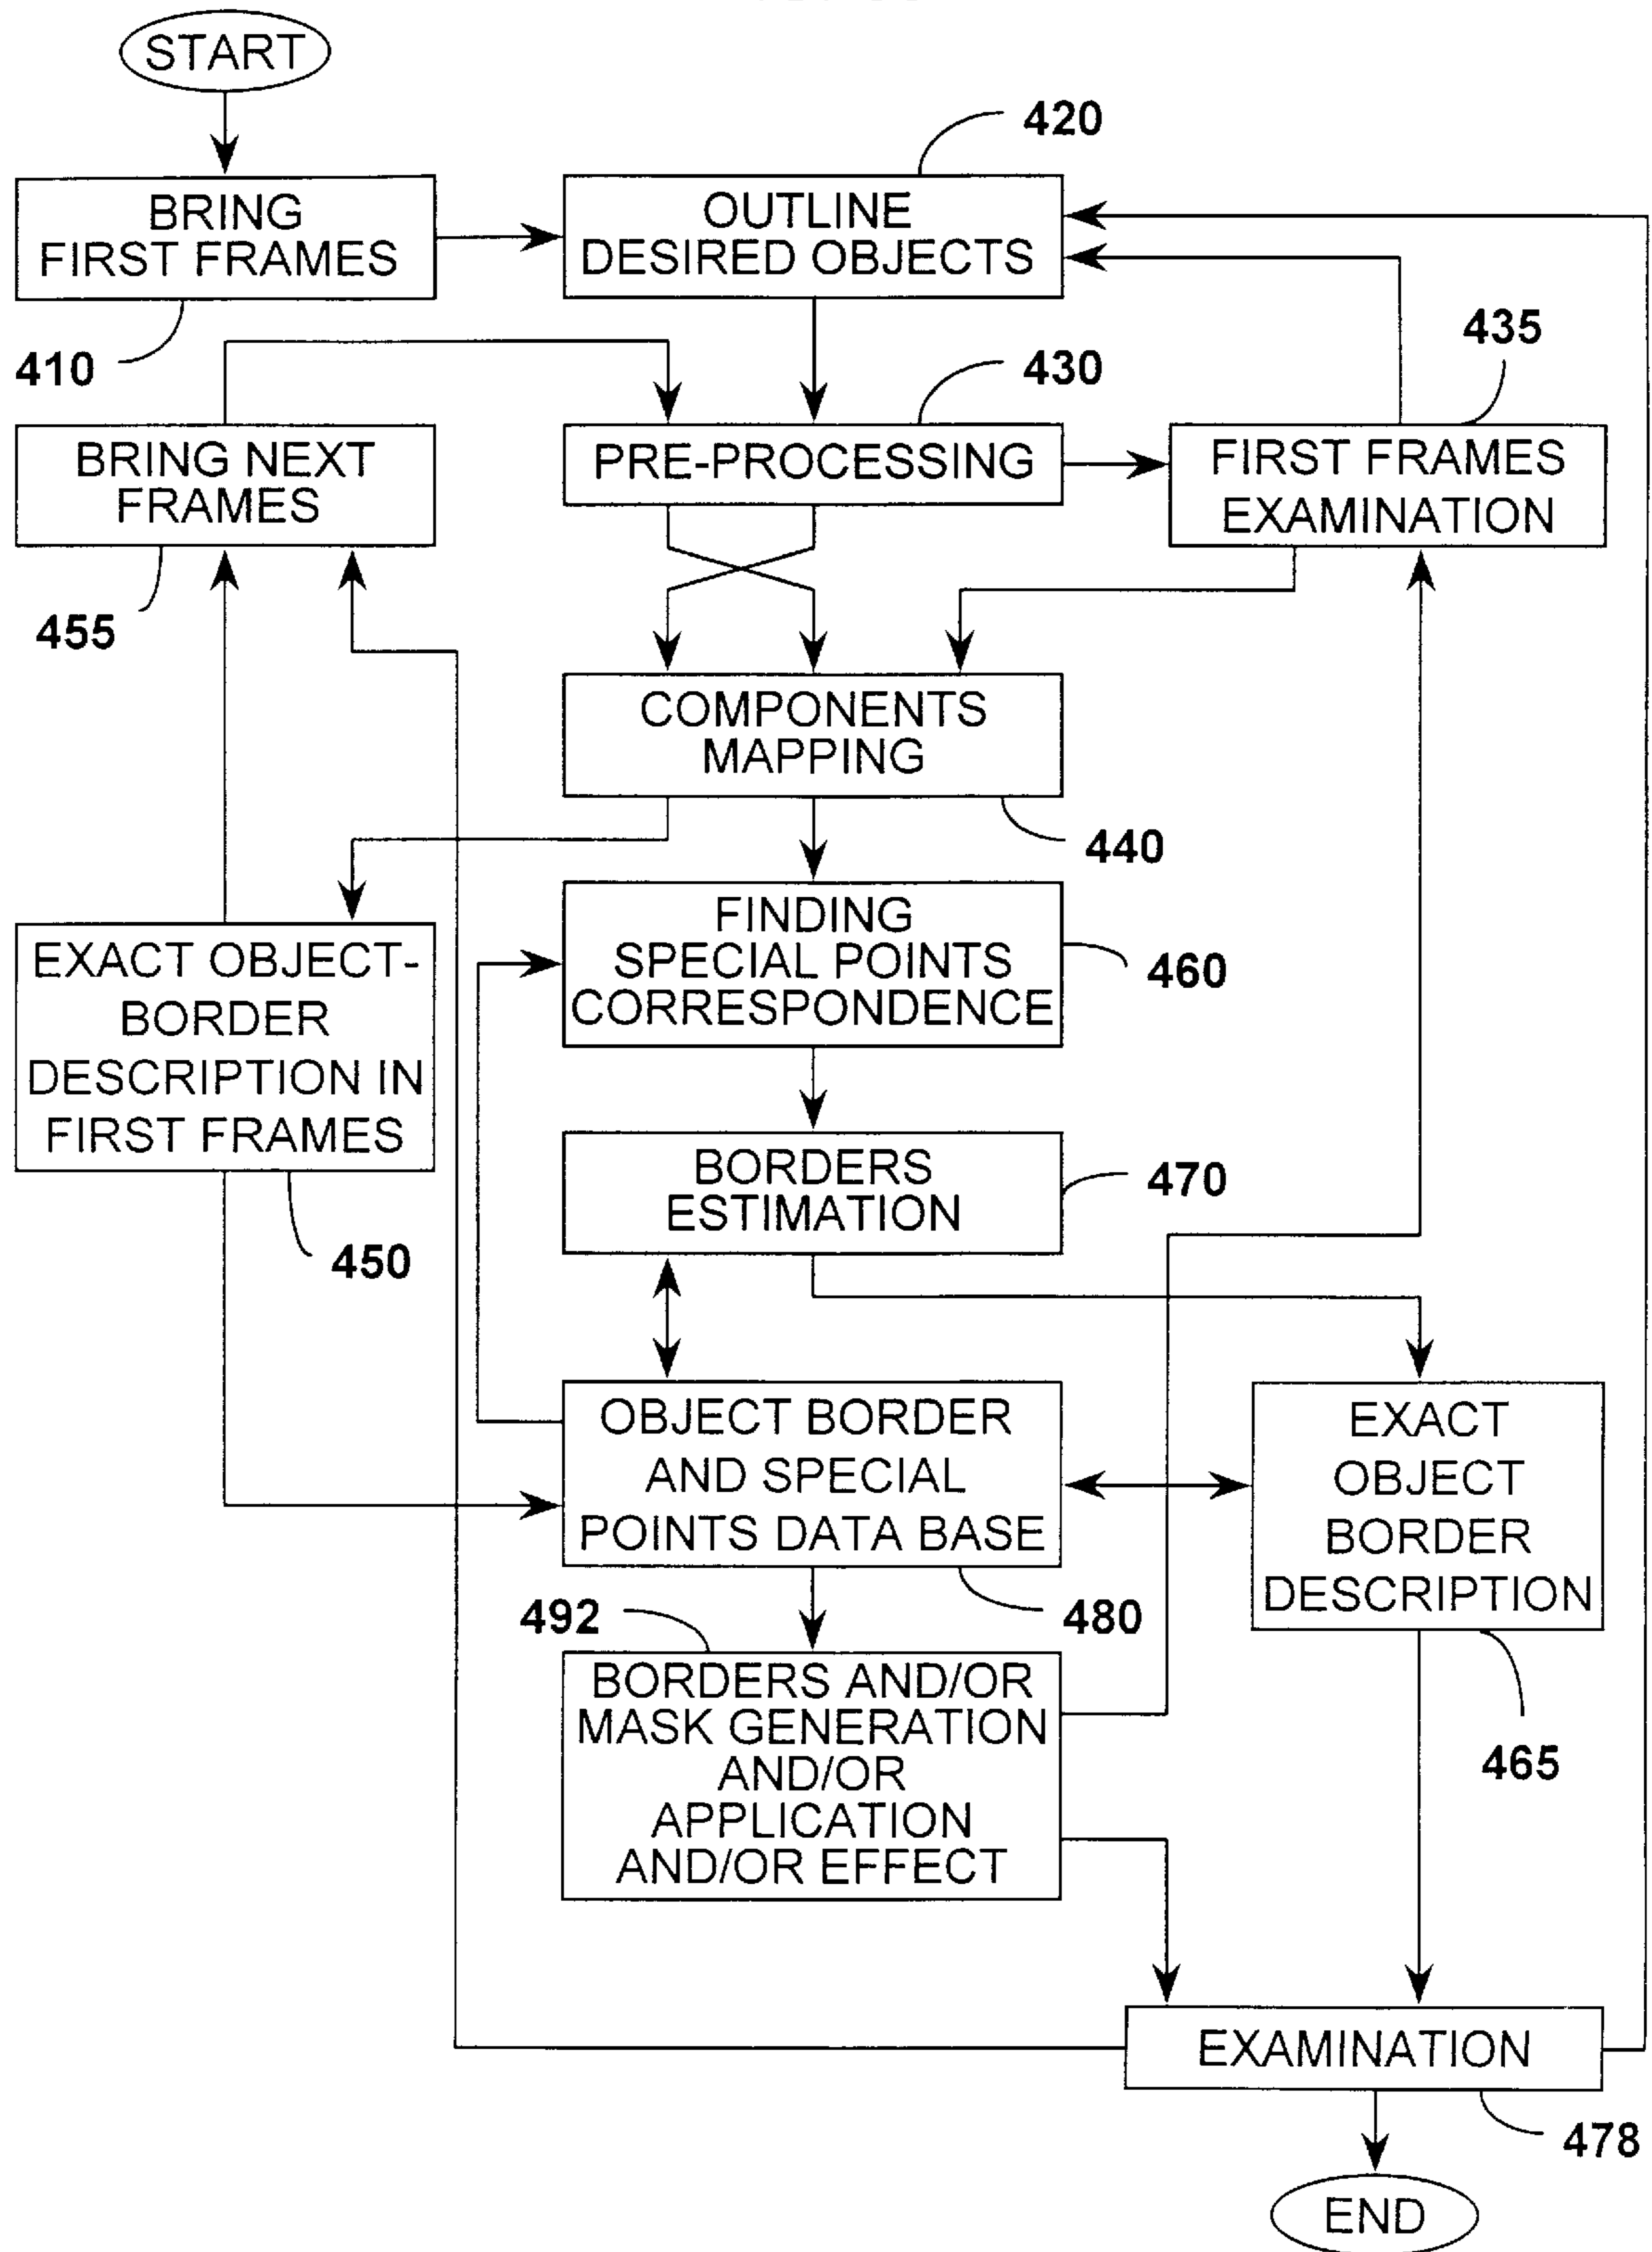 START
420
BRING
FIRST FRAMES
OUTLINE
DESIRED OBJECTS
410
430
435
BRING NEXT
FRAMES
PRE-PROCESSING
FIRST FRAMES
EXAMINATION
455
COMPONENTS
MAPPING
440
EXACT OBJECT-
BORDER
DESCRIPTION IN
FIRST FRAMES
FINDING
SPECIAL POINTS
CORRESPONDENCE
460
BORDERS
ESTIMATION
470
450
OBJECT BORDER
AND SPECIAL
POINTS DATA BASE
EXACT
OBJECT
BORDER
DESCRIPTION
492
480
BORDERS AND/OR
MASK GENERATION
AND/OR
APPLICATION
AND/OR EFFECT
465
EXAMINATION
478
END